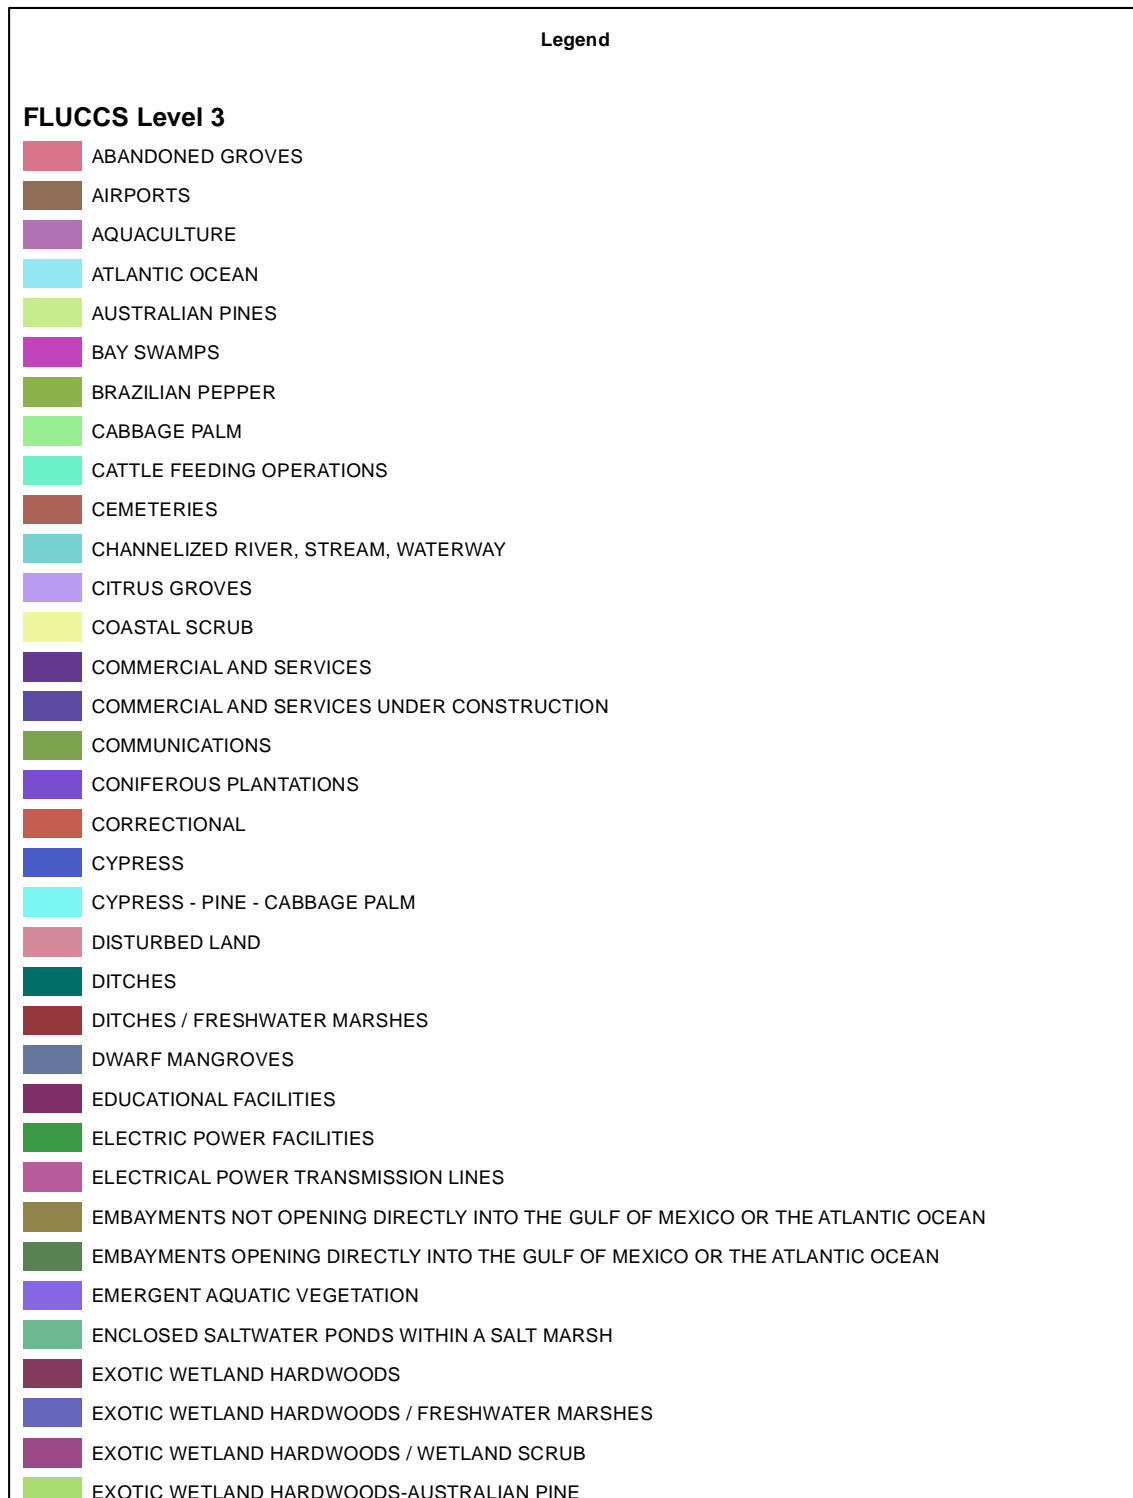 Legend
FLUCCS Level 3
ABANDONED GROVES
AIRPORTS
AQUACULTURE
ATLANTIC OCEAN
AUSTRALIAN PINES
BAY SWAMPS
BRAZILIAN PEPPER
CABBAGE PALM
CATTLE FEEDING OPERATIONS
CEMETERIES
CHANNELIZED RIVER, STREAM, WATERWAY
CITRUS GROVES
COASTAL SCRUB
COMMERCIAL AND SERVICES
COMMERCIAL AND SERVICES UNDER CONSTRUCTION
COMMUNICATIONS
CONIFEROUS PLANTATIONS
CORRECTIONAL
CYPRESS
CYPRESS - PINE - CABBAGE PALM
DISTURBED LAND
DITCHES
DITCHES / FRESHWATER MARSHES
DWARF MANGROVES
EDUCATIONAL FACILITIES
ELECTRIC POWER FACILITIES
ELECTRICAL POWER TRANSMISSION LINES
EMBAYMENTS NOT OPENING DIRECTLY INTO THE GULF OF MEXICO OR THE ATLANTIC OCEAN
EMBAYMENTS OPENING DIRECTLY INTO THE GULF OF MEXICO OR THE ATLANTIC OCEAN
EMERGENT AQUATIC VEGETATION
ENCLOSED SALTWATER PONDS WITHIN A SALT MARSH
EXOTIC WETLAND HARDWOODS
EXOTIC WETLAND HARDWOODS / FRESHWATER MARSHES
EXOTIC WETLAND HARDWOODS / WETLAND SCRUB
EXOTIC WETLAND HARDWOODS-AUSTRALIAN PINE